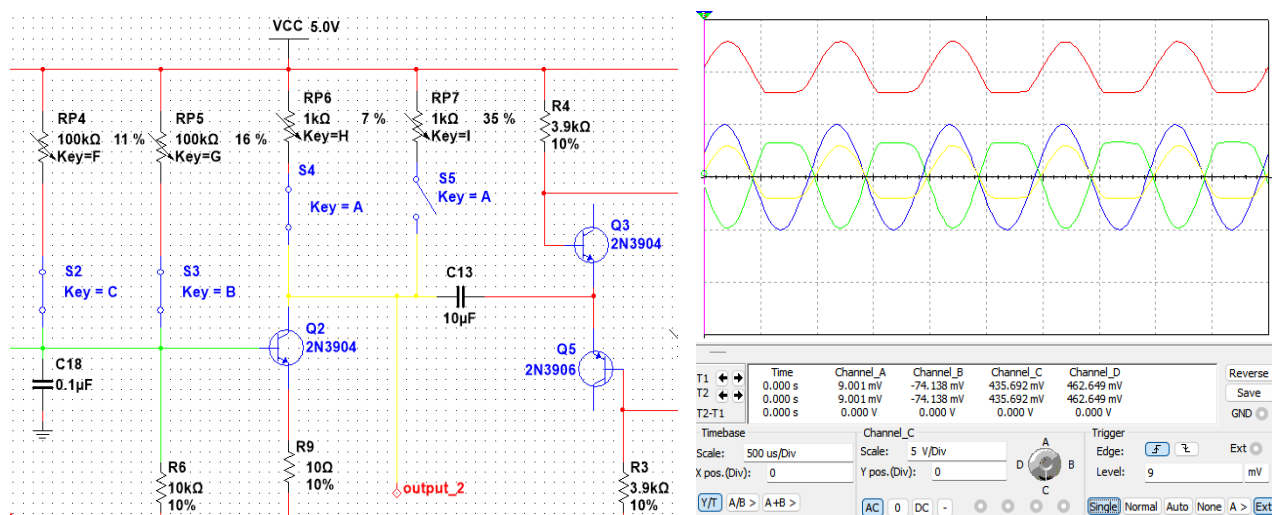 VCC 5.0V
RP4
100kΩ 11 %
Key=F
RP5
100kΩ 16 %
Key=G
RP6
1kΩ 7 %
Key=H
RP7
1kΩ 35 %
Key=I
R4
3.9kΩ
10%
S4
Key = A
S5
Key = A
Q3
2N3904
S2
Key = C
S3
Key = B
C13
10µF
Q2
2N3904
Q5
2N3906
C18
0.1µF
R9
10Ω
10%
R6
10kΩ
10%
output_2
R3
3.9kΩ
10%
Time Channel_A Channel_B Channel_C Channel_D
T1 0.000 s 9.001 mV -74.138 mV 435.692 mV 462.649 mV
T2 0.000 s 9.001 mV -74.138 mV 435.692 mV 462.649 mV
T2-T1 0.000 s 0.000 V 0.000 V 0.000 V 0.000 V
Reverse
Save
GND
Timebase
Scale: 500 us/Div
X pos.(Div): 0
Y/T A/B > A+B >
Channel_C
Scale: 5 V/Div
Y pos.(Div): 0
AC 0 DC -
A
B
C
D
Trigger
Edge: Ext
Level: 9 mV
Single Normal Auto None A > Ext